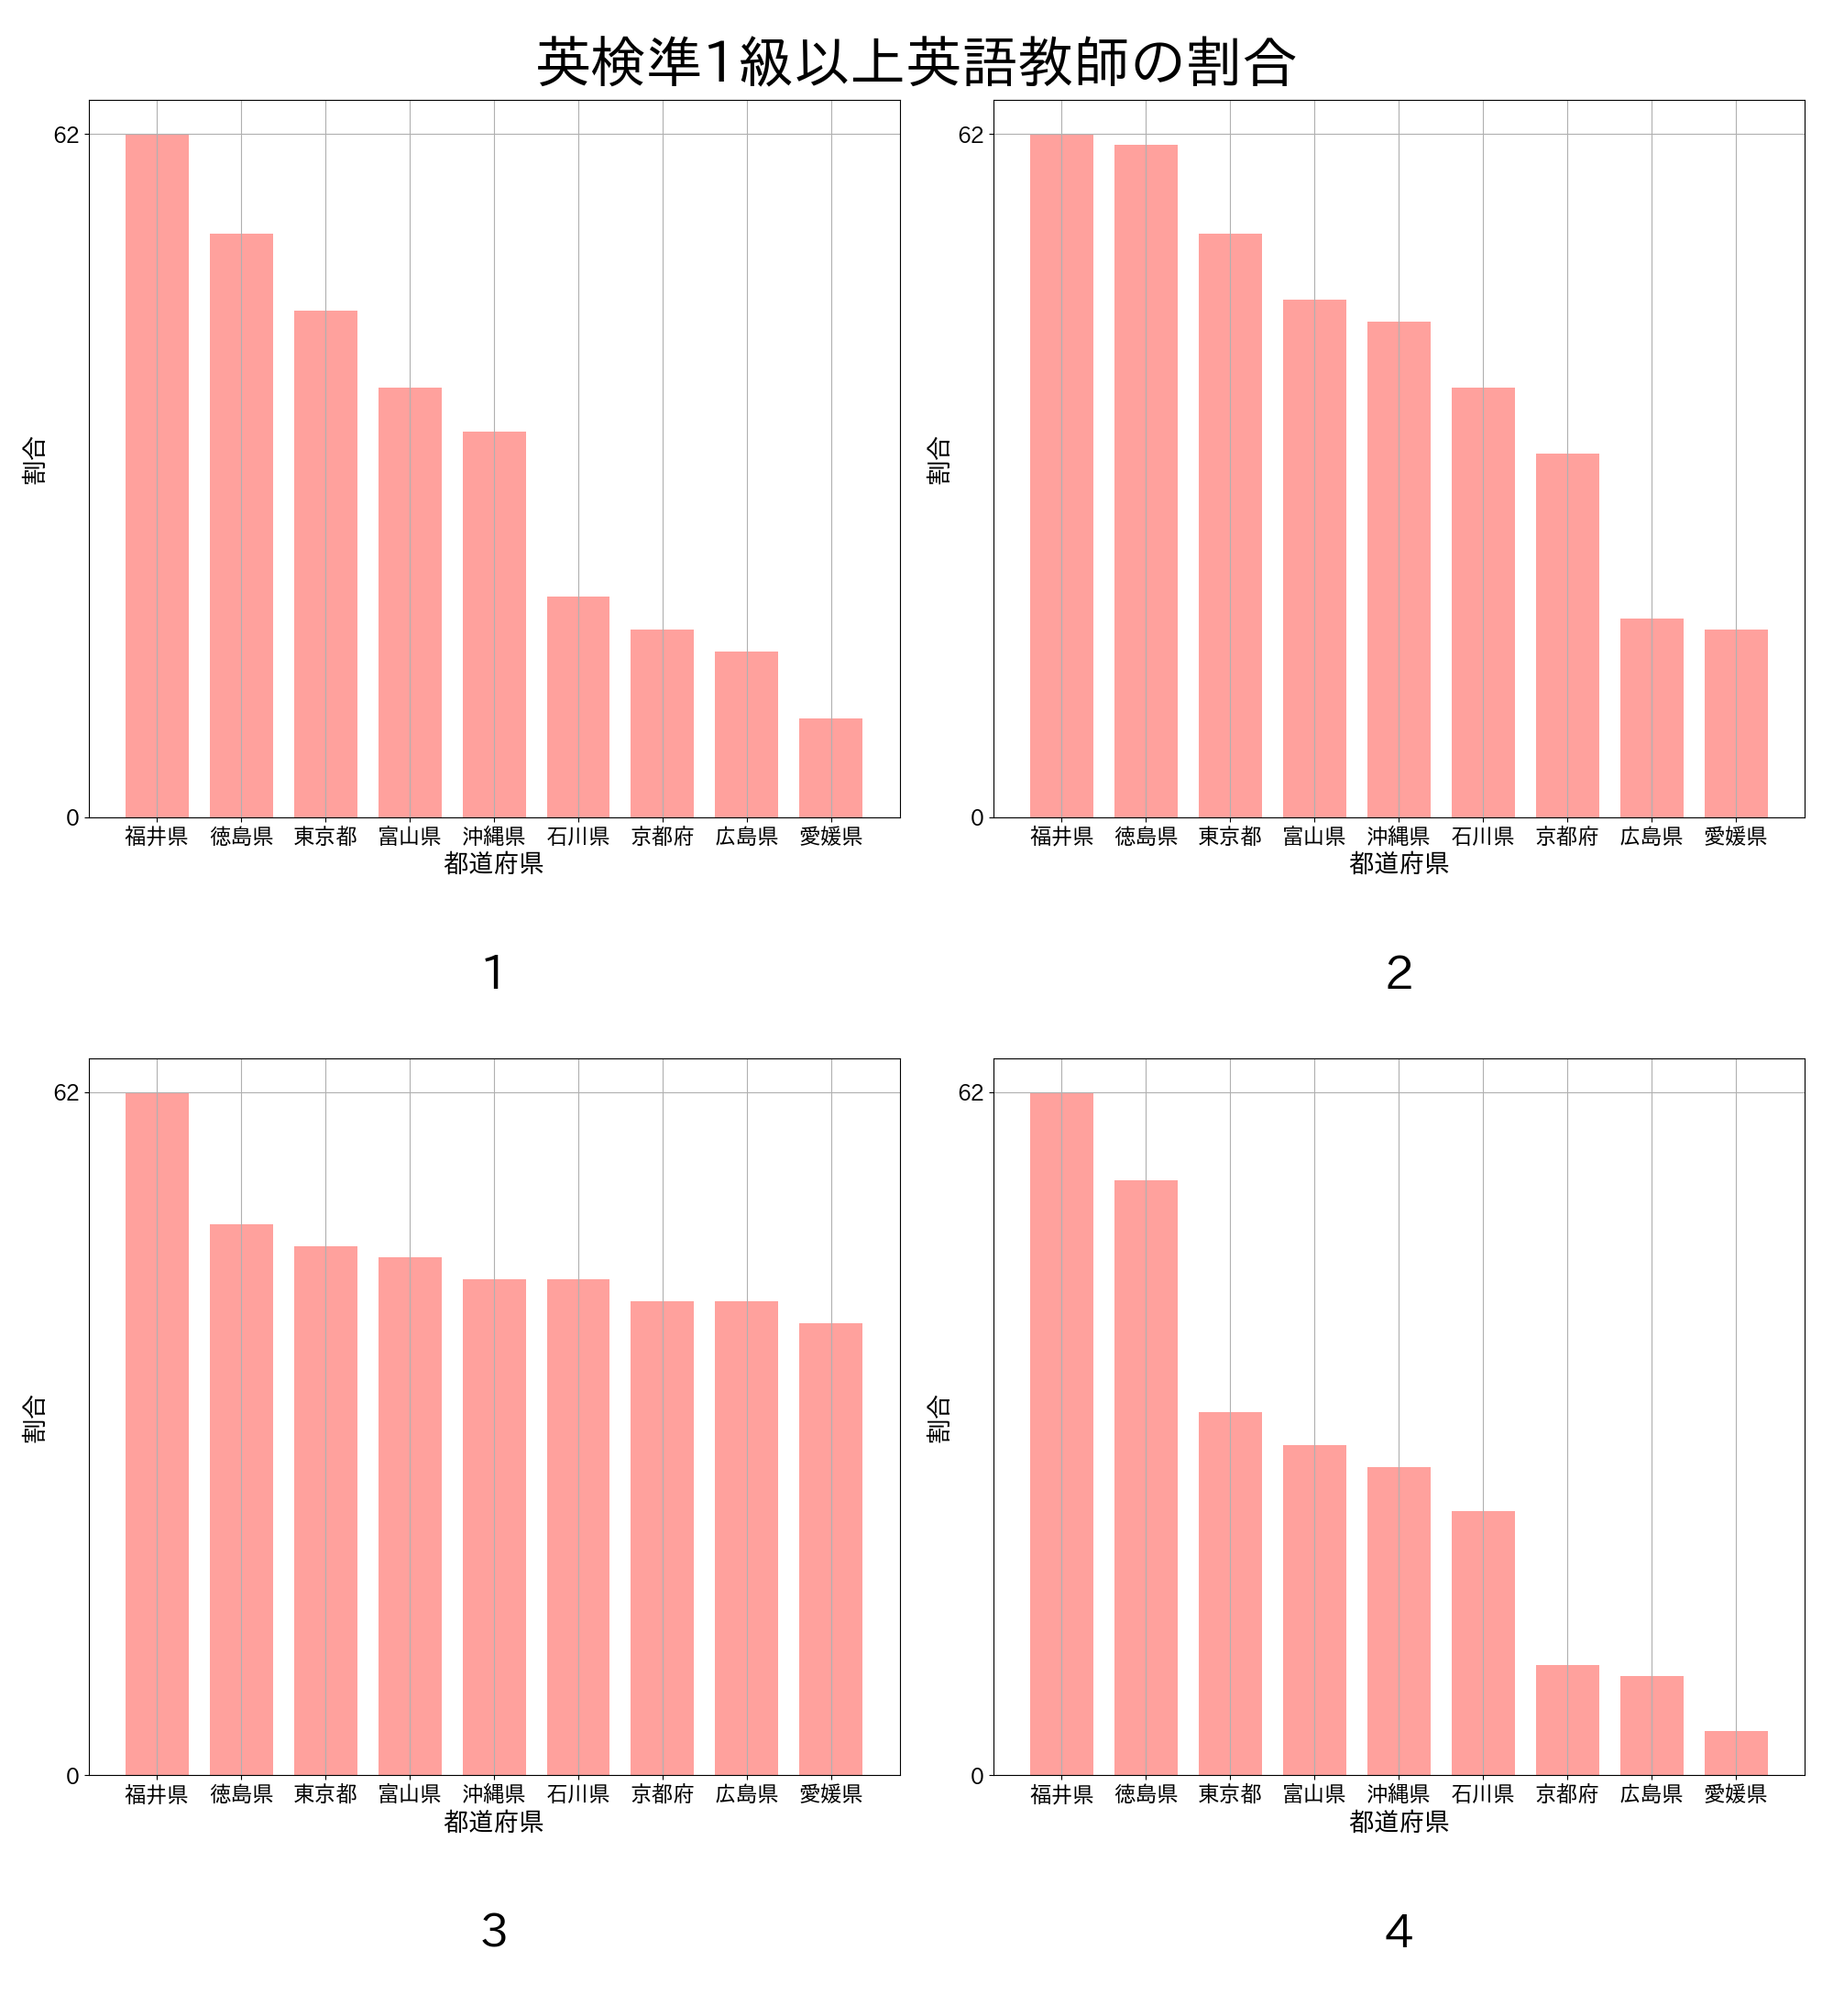 英検準1級以上英語教師の割合
62
0
割合
福井県 徳島県 東京都 富山県 沖縄県 石川県 京都府 広島県 愛媛県
都道府県
1
62
0
割合
福井県 徳島県 東京都 富山県 沖縄県 石川県 京都府 広島県 愛媛県
都道府県
2
62
0
割合
福井県 徳島県 東京都 富山県 沖縄県 石川県 京都府 広島県 愛媛県
都道府県
3
62
0
割合
福井県 徳島県 東京都 富山県 沖縄県 石川県 京都府 広島県 愛媛県
都道府県
4